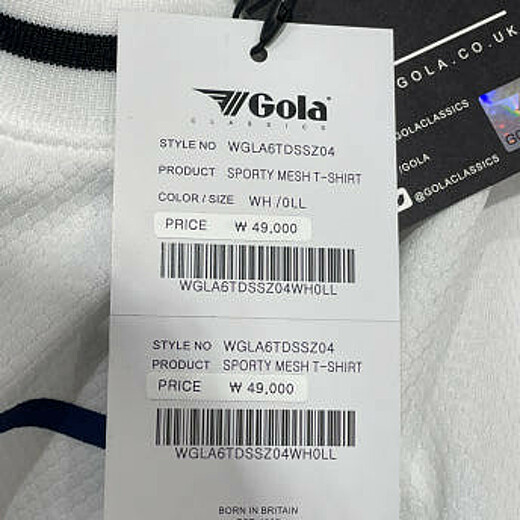 Gola
CLASSICS
STYLE NO WGLA6TDSSZ04
PRODUCT SPORTY MESH T-SHIRT
COLOR / SIZE WH /0LL
PRICE ₩ 49,000
WGLA6TDSSZ04WH0LL
STYLE NO WGLA6TDSSZ04
PRODUCT SPORTY MESH T-SHIRT
PRICE ₩ 49,000
WGLA6TDSSZ04WH0LL
BORN IN BRITAIN
GOLA.CO.UK
GOLACLASSICS
/GOLA
@GOLACLASSICS